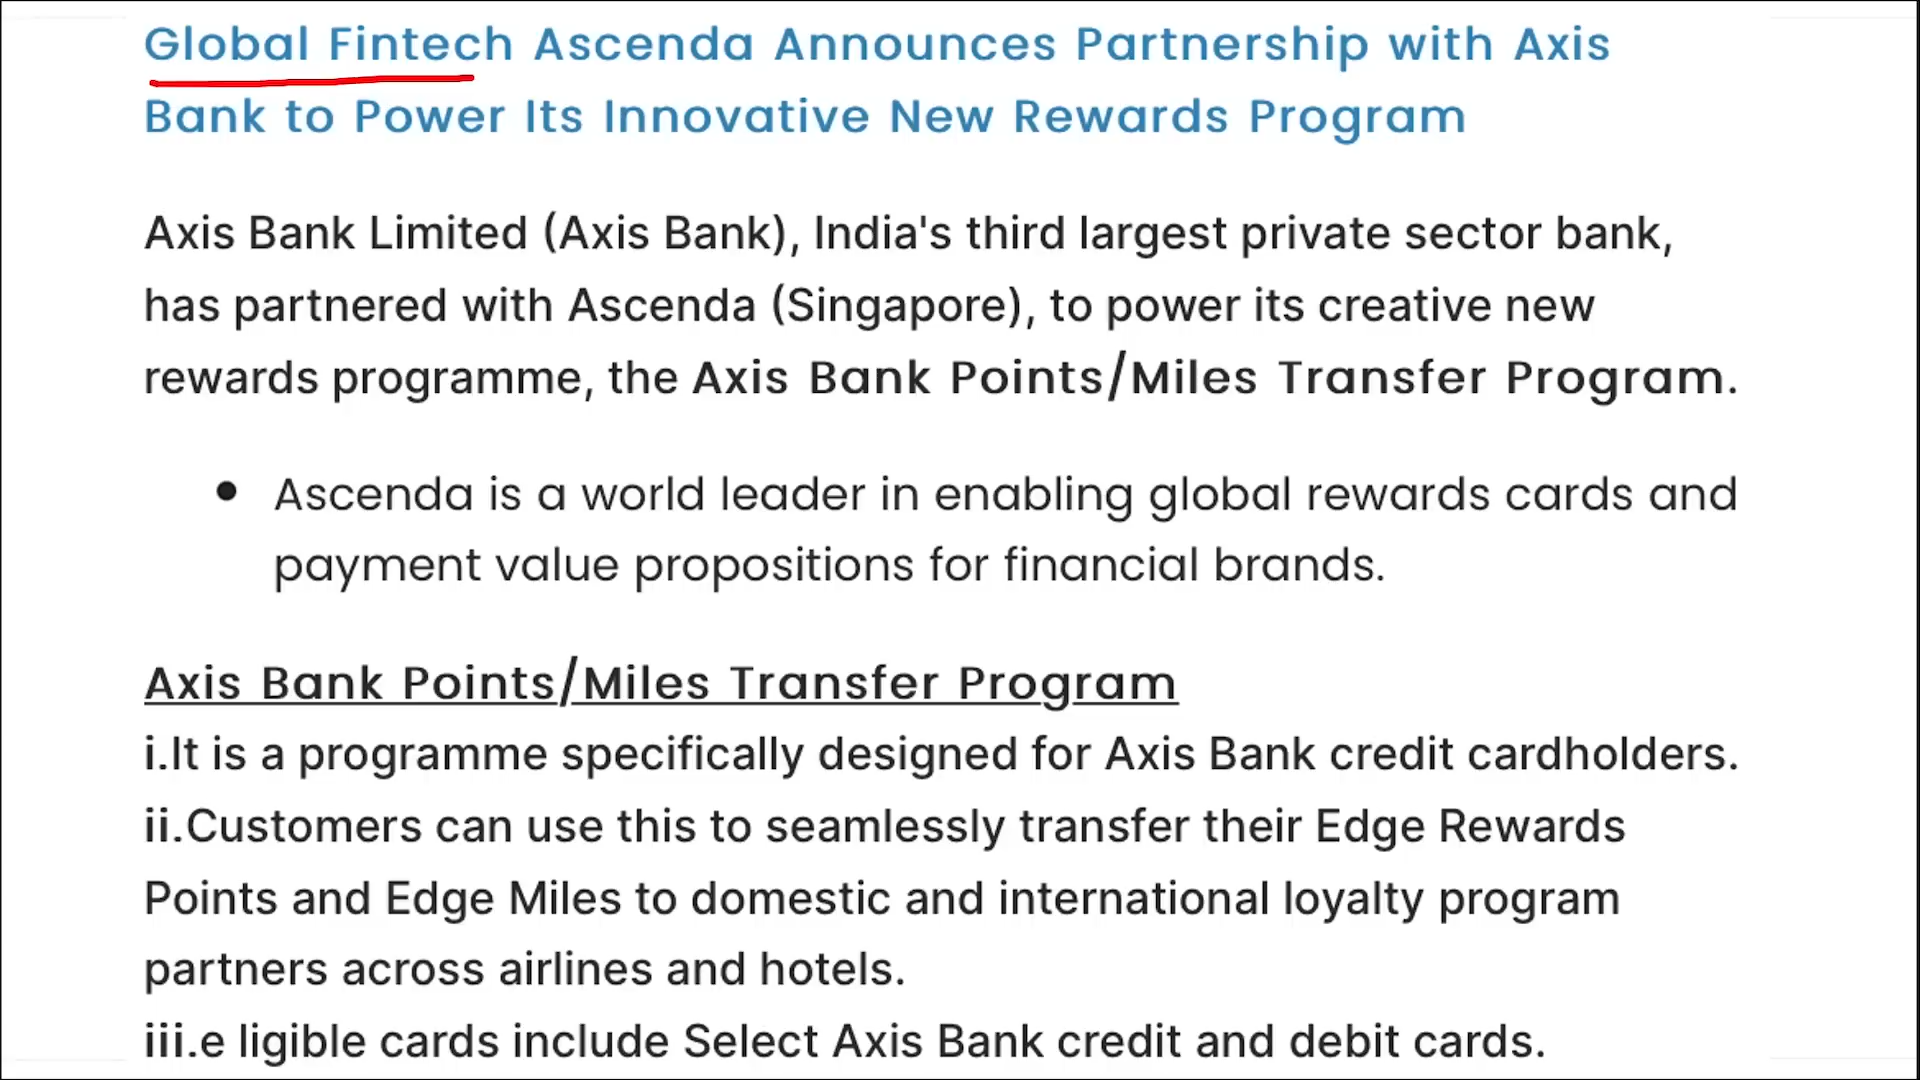 Global Fintech Ascenda Announces Partnership with Axis
Bank to Power Its Innovative New Rewards Program
Axis Bank Limited (Axis Bank), India's third largest private sector bank,
has partnered with Ascenda (Singapore), to power its creative new
rewards programme, the Axis Bank Points/Miles Transfer Program.
• Ascenda is a world leader in enabling global rewards cards and
payment value propositions for financial brands.
Axis Bank Points/Miles Transfer Program
i.It is a programme specifically designed for Axis Bank credit cardholders.
ii.Customers can use this to seamlessly transfer their Edge Rewards
Points and Edge Miles to domestic and international loyalty program
partners across airlines and hotels.
iii.e ligible cards include Select Axis Bank credit and debit cards.